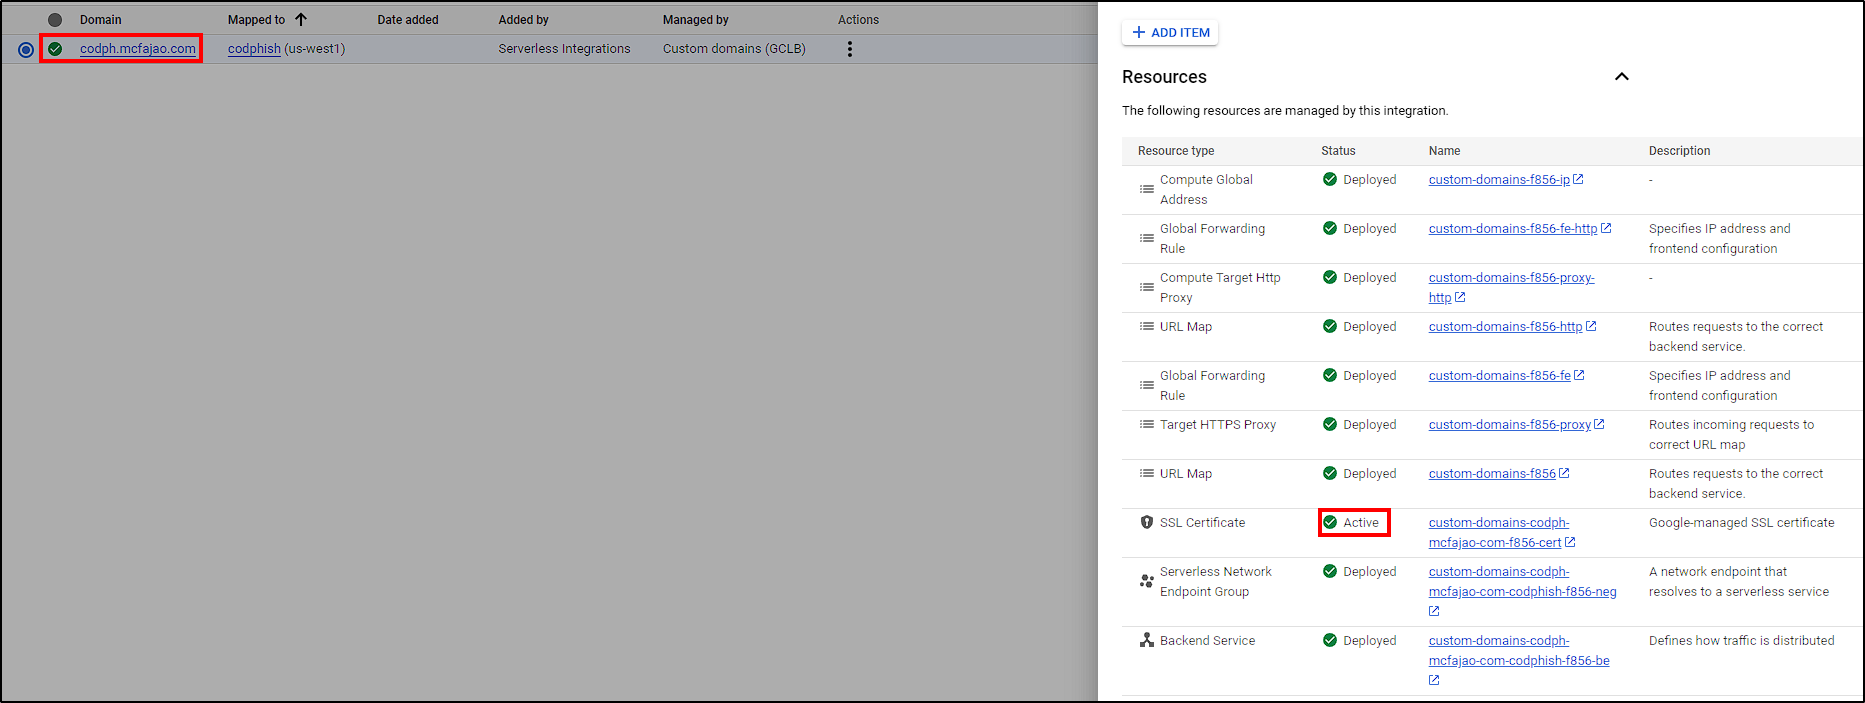 Domain Mapped to Date added Added by Managed by Actions
codph.mcfajao.com codphish (us-west1) Serverless Integrations Custom domains (GCLB)
ADD ITEM
Resources
The following resources are managed by this integration.
Resource type Status Name Description
Compute Global Deployed custom-domains-f856-ip -
Address
Global Forwarding Deployed custom-domains-f856-fe-http Specifies IP address and
Rule frontend configuration
Compute Target Http Deployed custom-domains-f856-proxy- -
Proxy http
URL Map Deployed custom-domains-f856-http Routes requests to the correct
backend service.
Global Forwarding Deployed custom-domains-f856-fe Specifies IP address and
Rule frontend configuration
Target HTTPS Proxy Deployed custom-domains-f856-proxy Routes incoming requests to
correct URL map
URL Map Deployed custom-domains-f856 Routes requests to the correct
backend service.
SSL Certificate Active custom-domains-codph- Google-managed SSL certificate
mcfajao-com-f856-cert
Serverless Network Deployed custom-domains-codph- A network endpoint that
Endpoint Group mcfajao-com-codphish-f856-neg resolves to a serverless service
Backend Service Deployed custom-domains-codph- Defines how traffic is distributed
mcfajao-com-codphish-f856-be